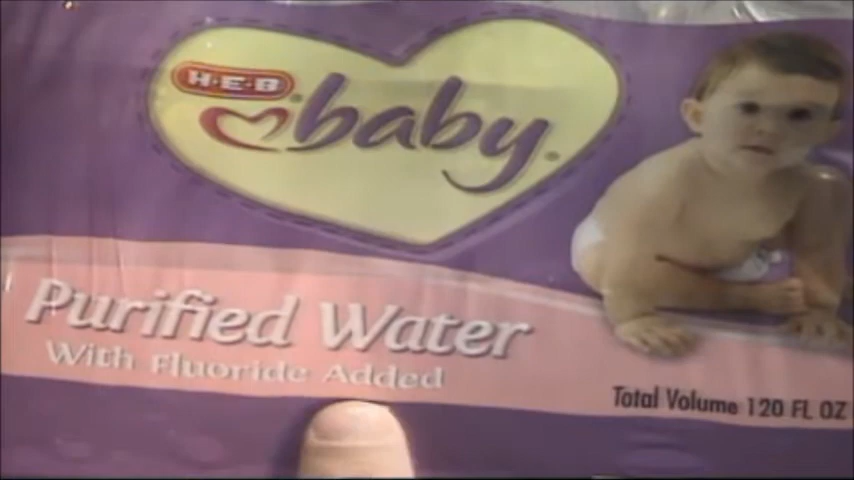 H·E·B
baby
Purified Water
With Fluoride Added
Total Volume 120 FL OZ